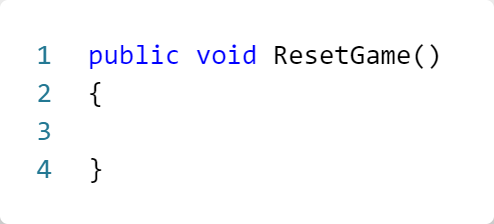 1 public void ResetGame()
2 {
3
4 }